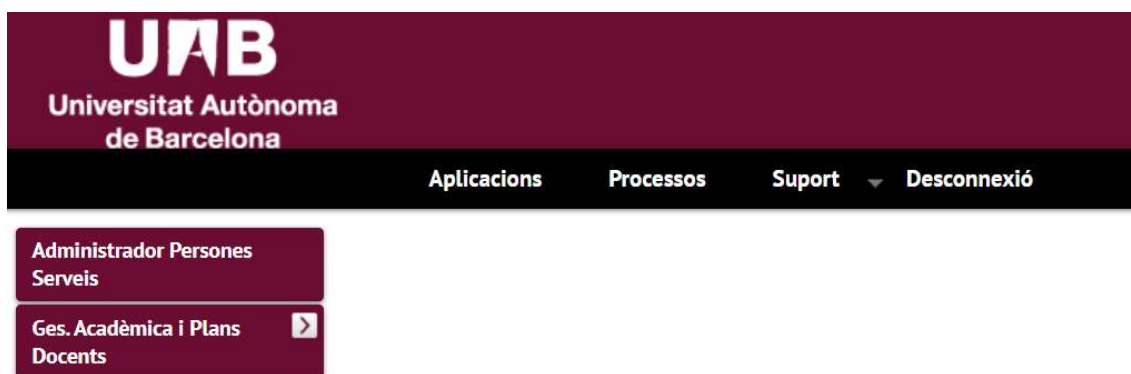 UAB
Universitat Autònoma
de Barcelona
Aplicacions Processos Suport Desconnexió
Administrador Persones
Serveis
Ges. Acadèmica i Plans
Docents